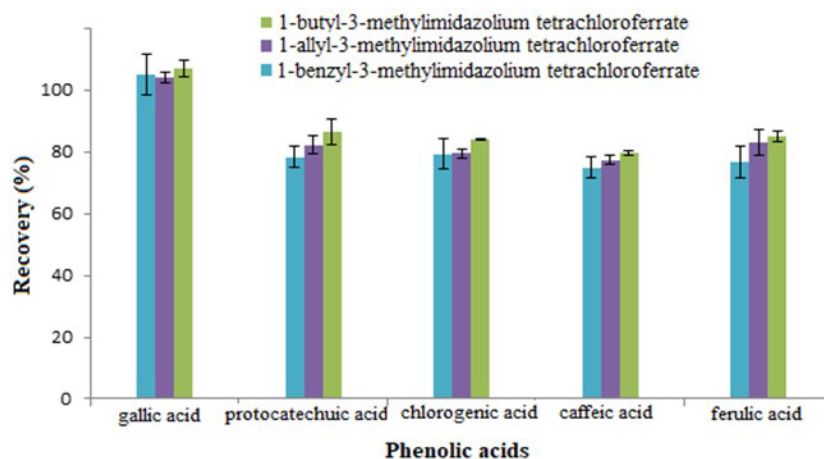 1-butyl-3-methylimidazolium tetrachloroferrate
1-allyl-3-methylimidazolium tetrachloroferrate
1-benzyl-3-methylimidazolium tetrachloroferrate
100
80
60
40
20
0
Recovery (%)
gallic acid protocatechuic acid chlorogenic acid caffeic acid ferulic acid
Phenolic acids